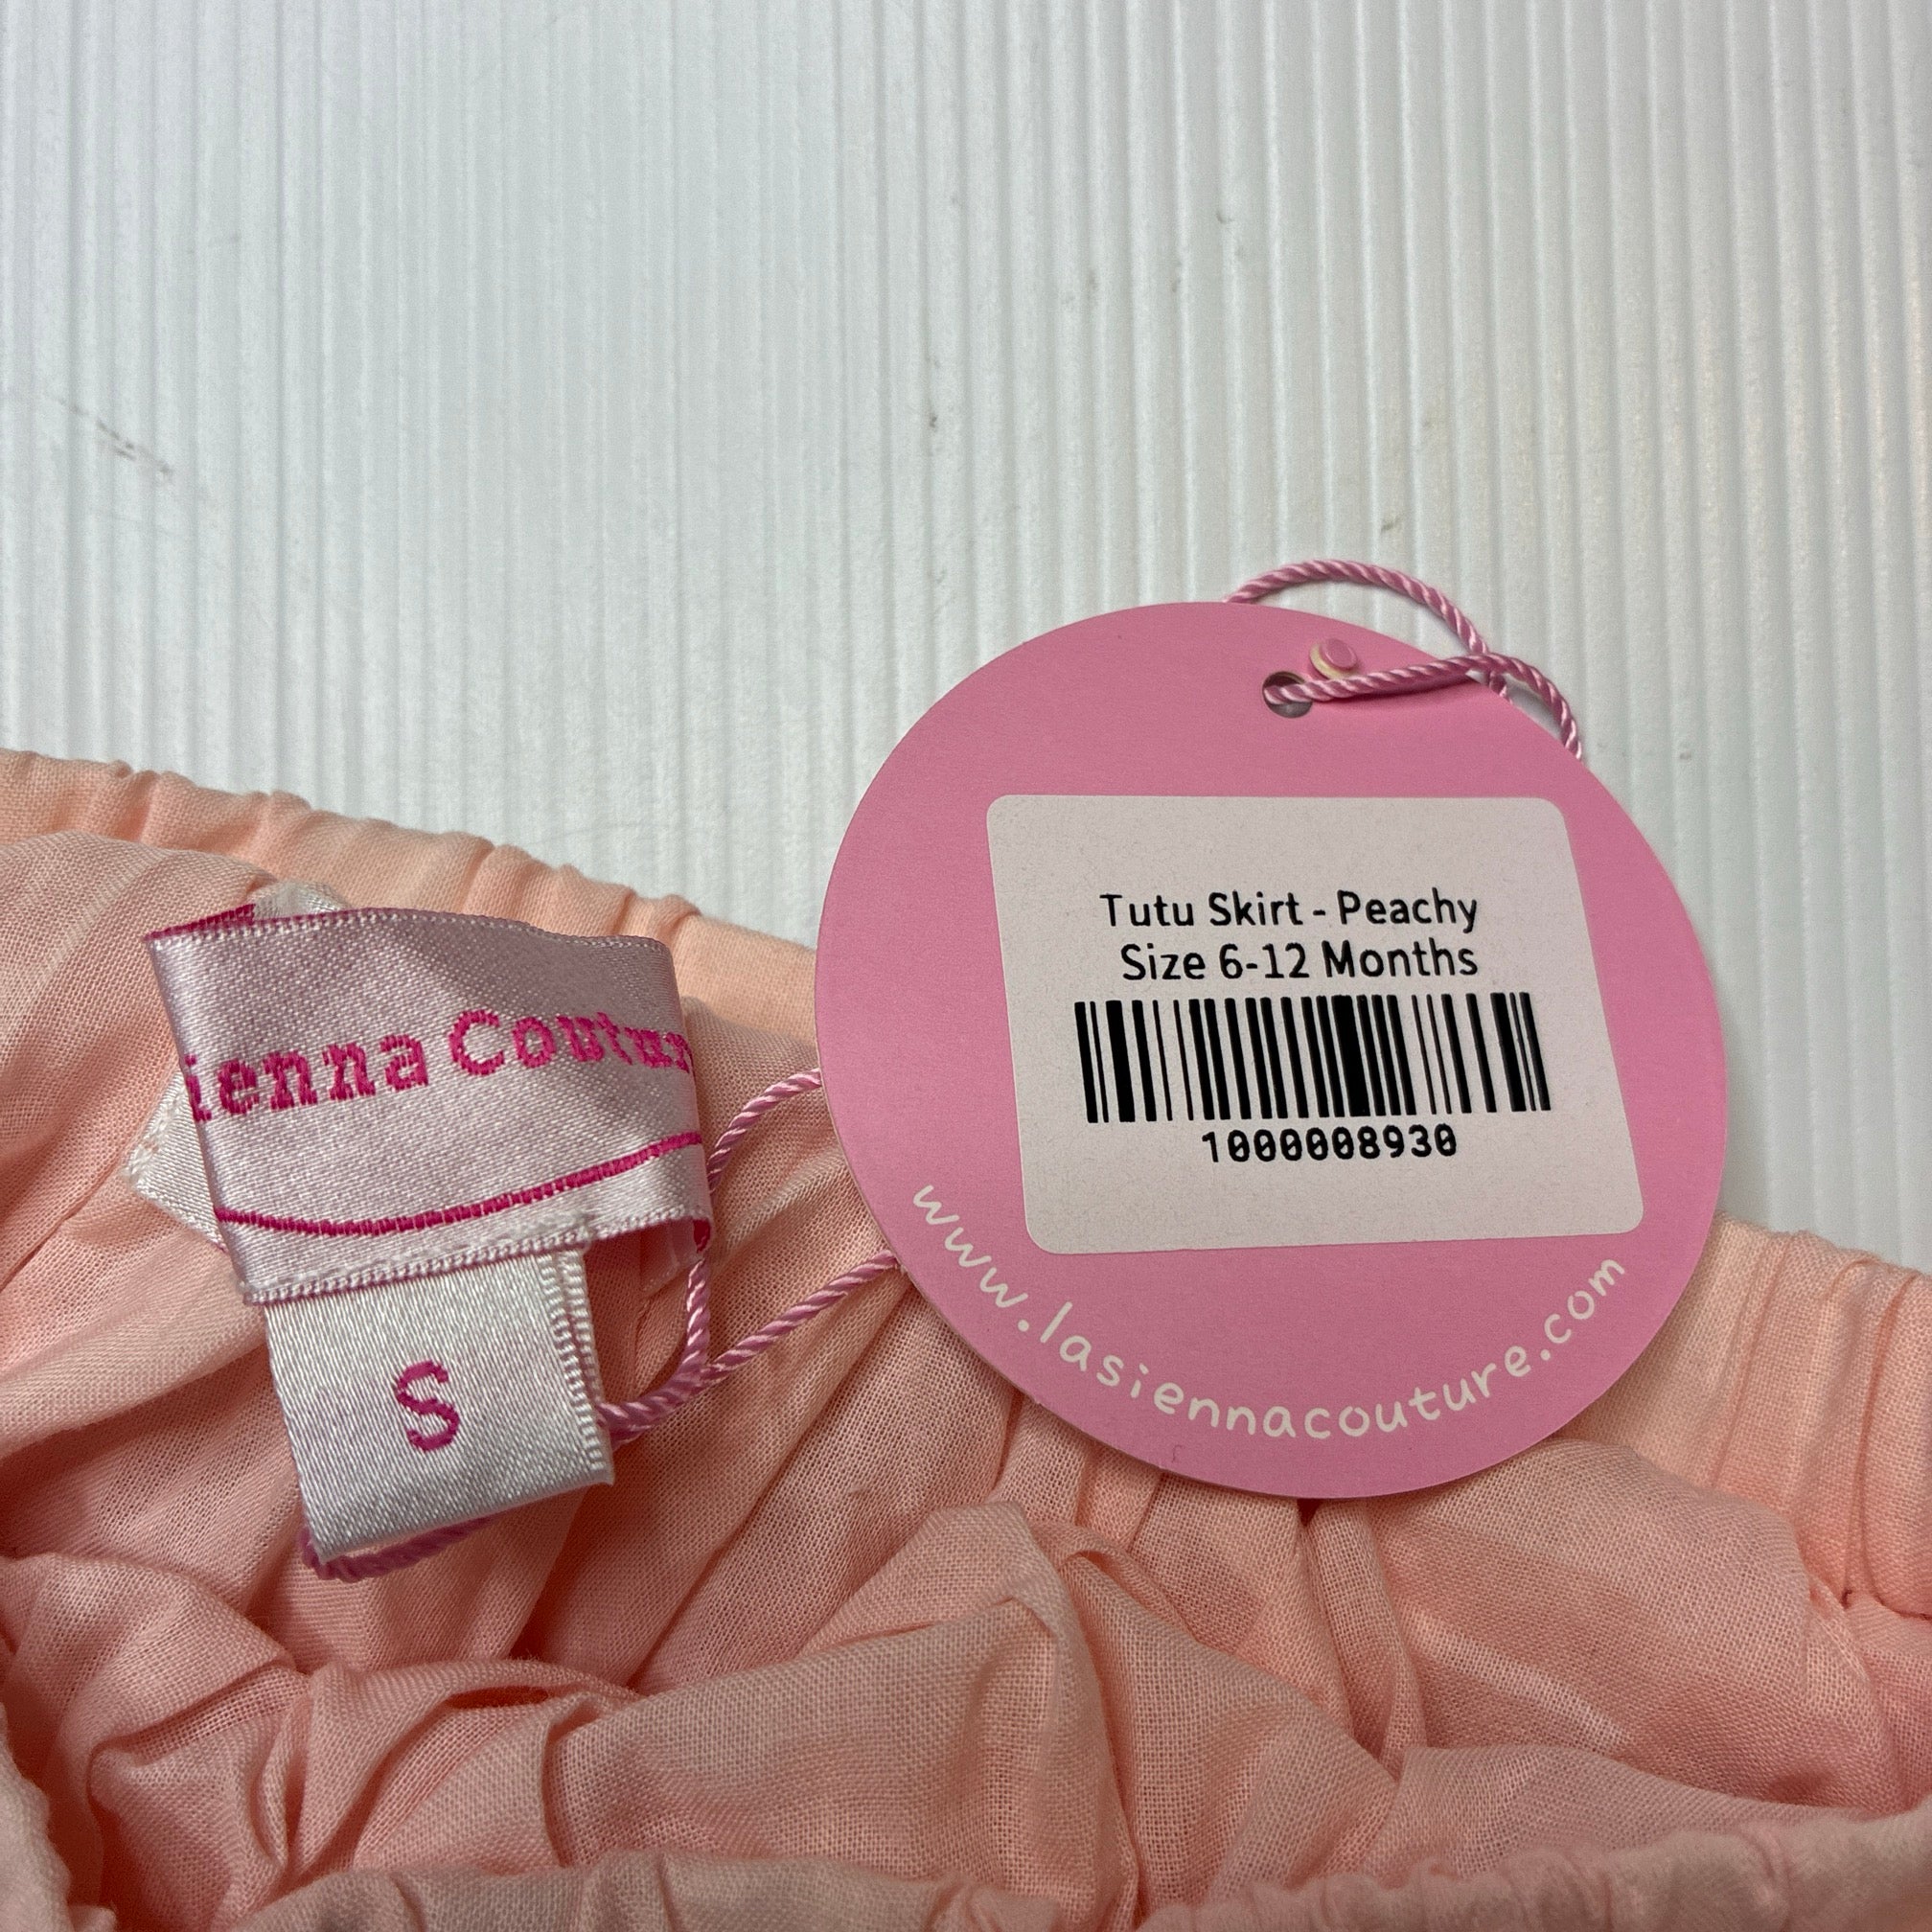 ienna Coutur
S
Tutu Skirt - Peachy
Size 6-12 Months
1000008930
www.lasiennacouture.com